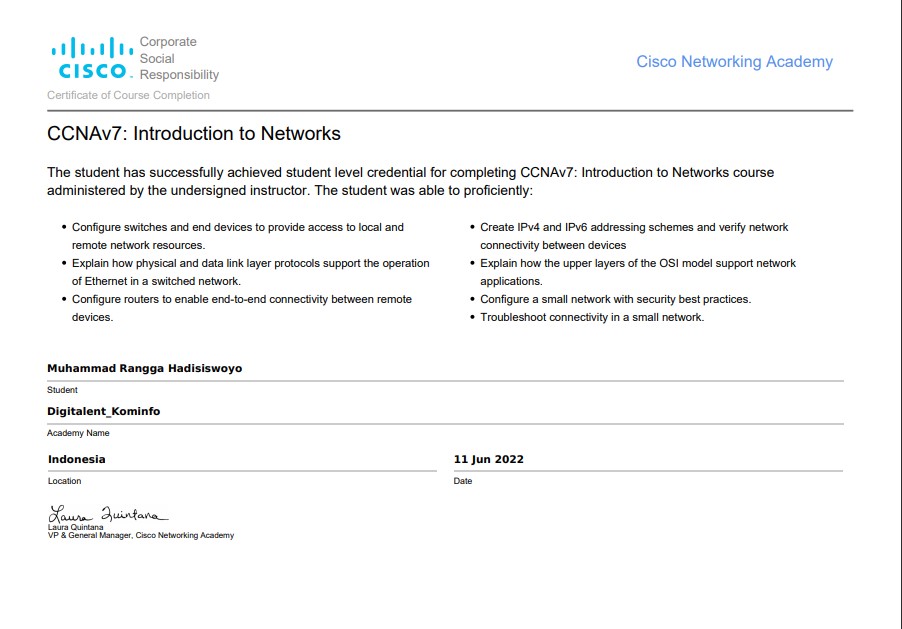 Corporate
Social
Responsibility
CISCO.
Cisco Networking Academy
Certificate of Course Completion
CCNAv7: Introduction to Networks
The student has successfully achieved student level credential for completing CCNAv7: Introduction to Networks course
administered by the undersigned instructor. The student was able to proficiently:
• Configure switches and end devices to provide access to local and
remote network resources.
• Explain how physical and data link layer protocols support the operation
of Ethernet in a switched network.
• Configure routers to enable end-to-end connectivity between remote
devices.
• Create IPv4 and IPv6 addressing schemes and verify network
connectivity between devices
• Explain how the upper layers of the OSI model support network
applications.
• Configure a small network with security best practices.
• Troubleshoot connectivity in a small network.
Muhammad Rangga Hadisiswoyo
Student
Digitalent_Kominfo
Academy Name
Indonesia
Location
11 Jun 2022
Date
Laura Quintana
Laura Quintana
VP & General Manager, Cisco Networking Academy